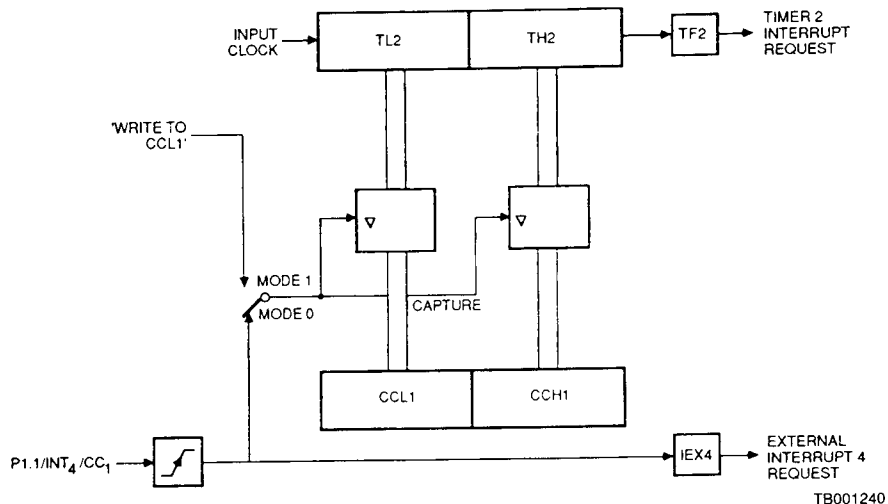 INPUT
CLOCK
TL2
TH2
TF2
TIMER 2
INTERRUPT
REQUEST
'WRITE TO
CCL1'
MODE 1
MODE 0
CAPTURE
CCL1
CCH1
P1.1/INT4/CC1
IEX4
EXTERNAL
INTERRUPT 4
REQUEST
TB001240